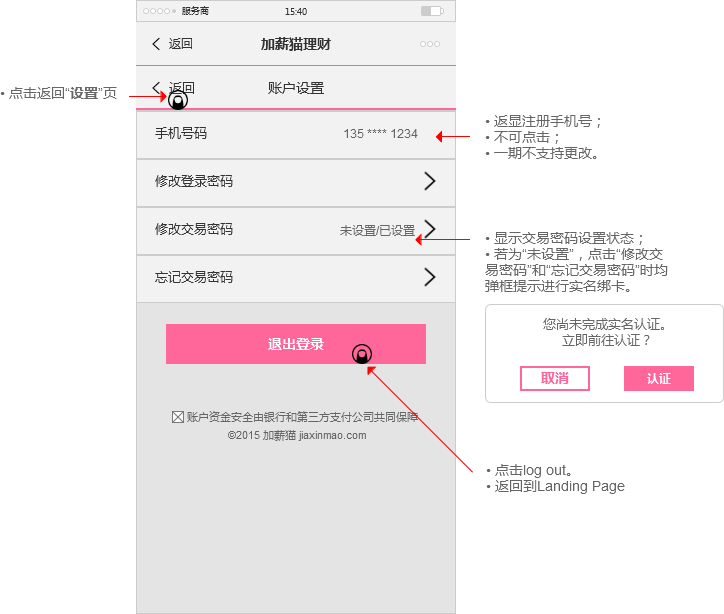 服务商 15:40
返回 加薪猫理财
返回 账户设置
• 点击返回“设置”页
手机号码 135 **** 1234
• 返显注册手机号；
• 不可点击；
• 一期不支持更改。
修改登录密码
修改交易密码 未设置/已设置
• 显示交易密码设置状态；
• 若为“未设置”，点击“修改交
易密码”和“忘记交易密码”时均
弹框提示进行实名绑卡。
忘记交易密码
您尚未完成实名认证。
立即前往认证？
取消 认证
退出登录
账户资金安全由银行和第三方支付公司共同保障
©2015 加薪猫 jiaxinmao.com
• 点击log out。
• 返回到Landing Page